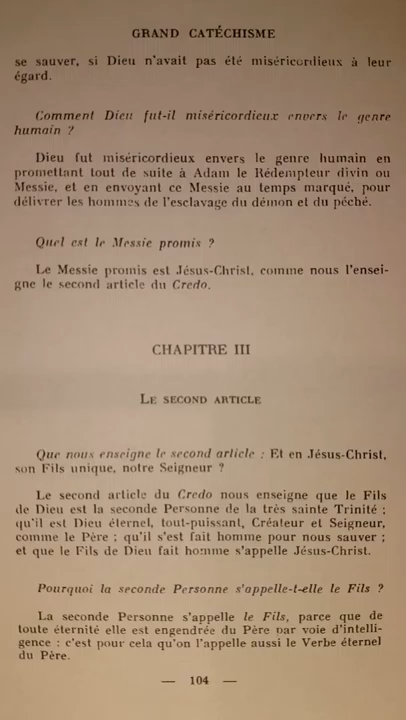 GRAND CATÉCHISME
se sauver, si Dieu n'avait pas été miséricordieux à leur
égard.
Comment Dieu fut-il miséricordieux envers le genre
humain ?
Dieu fut miséricordieux envers le genre humain en
promettant tout de suite à Adam le Rédempteur divin ou
Messie, et en envoyant ce Messie au temps marqué, pour
délivrer les hommes de l'esclavage du démon et du péché.
Quel est le Messie promis ?
Le Messie promis est Jésus-Christ, comme nous l'ensei-
gne le second article du Credo.
CHAPITRE III
LE SECOND ARTICLE
Que nous enseigne le second article : Et en Jésus-Christ,
son Fils unique, notre Seigneur ?
Le second article du Credo nous enseigne que le Fils
de Dieu est la seconde Personne de la très sainte Trinité ;
qu'il est Dieu éternel, tout-puissant, Créateur et Seigneur,
comme le Père ; qu'il s'est fait homme pour nous sauver ;
et que le Fils de Dieu fait homme s'appelle Jésus-Christ.
Pourquoi la seconde Personne s'appelle-t-elle le Fils ?
La seconde Personne s'appelle le Fils, parce que de
toute éternité elle est engendrée du Père par voie d'intelli-
gence : c'est pour cela qu'on l'appelle aussi le Verbe éternel
du Père.
— 104 —